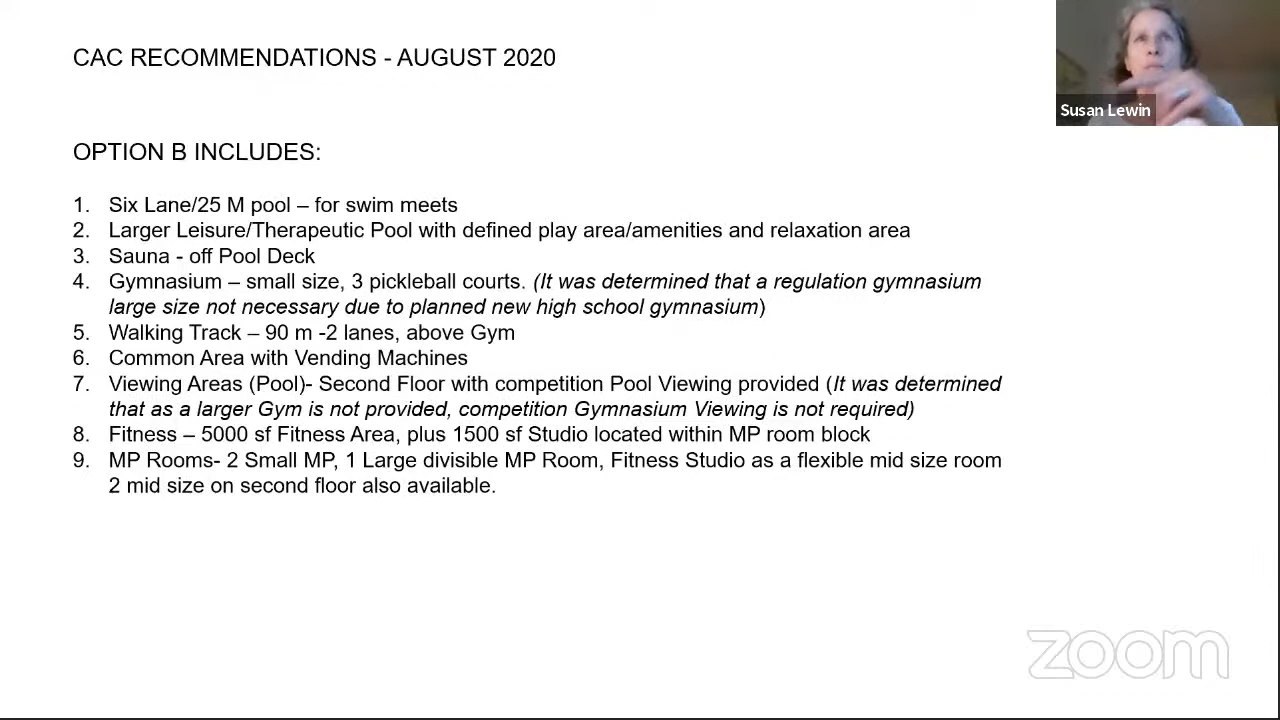 CAC RECOMMENDATIONS - AUGUST 2020
Susan Lewin
OPTION B INCLUDES:
1. Six Lane/25 M pool – for swim meets
2. Larger Leisure/Therapeutic Pool with defined play area/amenities and relaxation area
3. Sauna - off Pool Deck
4. Gymnasium – small size, 3 pickleball courts. (It was determined that a regulation gymnasium
large size not necessary due to planned new high school gymnasium)
5. Walking Track – 90 m -2 lanes, above Gym
6. Common Area with Vending Machines
7. Viewing Areas (Pool)- Second Floor with competition Pool Viewing provided (It was determined
that as a larger Gym is not provided, competition Gymnasium Viewing is not required)
8. Fitness – 5000 sf Fitness Area, plus 1500 sf Studio located within MP room block
9. MP Rooms- 2 Small MP, 1 Large divisible MP Room, Fitness Studio as a flexible mid size room
2 mid size on second floor also available.
zoom